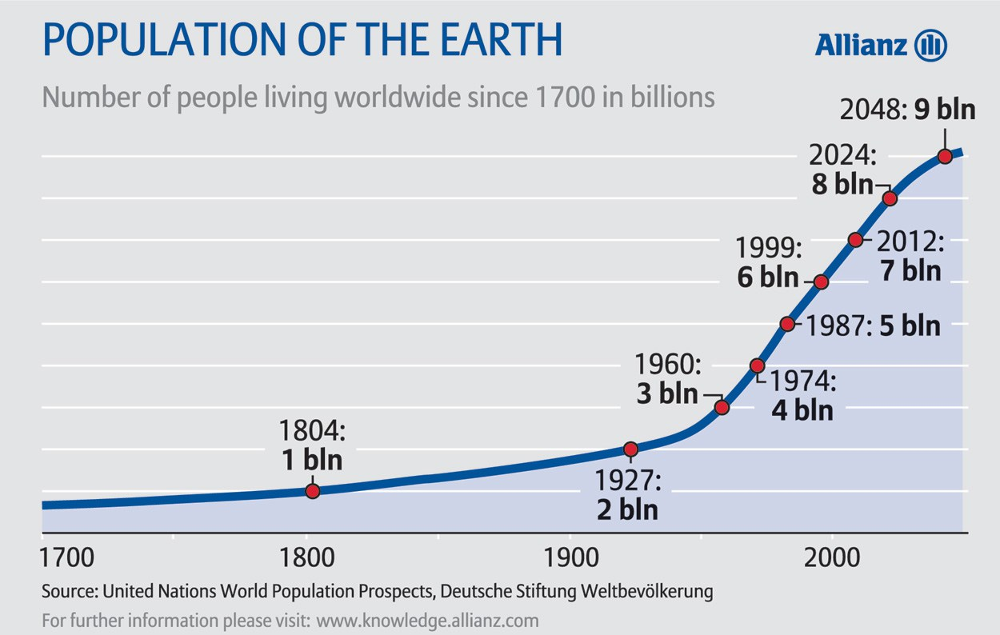 POPULATION OF THE EARTH
Allianz
Number of people living worldwide since 1700 in billions
2048: 9 bln
2024:
8 bln
1999:
6 bln
2012:
7 bln
1987: 5 bln
1960:
3 bln
1974:
4 bln
1804:
1 bln
1927:
2 bln
1700 1800 1900 2000
Source: United Nations World Population Prospects, Deutsche Stiftung Weltbevölkerung
For further information please visit: www.knowledge.allianz.com